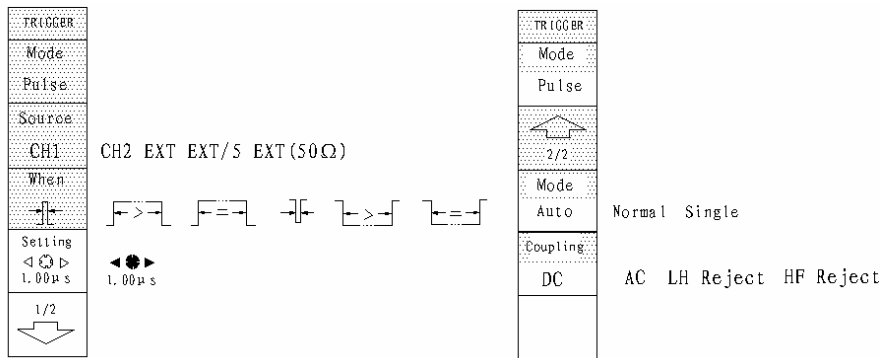 TRIGGER
Mode
Pulse
Source
CH1 CH2 EXT EXT/5 EXT(50Ω)
When
>
=
>
=
Setting
1.00µs 1.00µs
1/2
TRIGGER
Mode
Pulse
2/2
Mode
Auto Normal Single
Coupling
DC AC LH Reject HF Reject